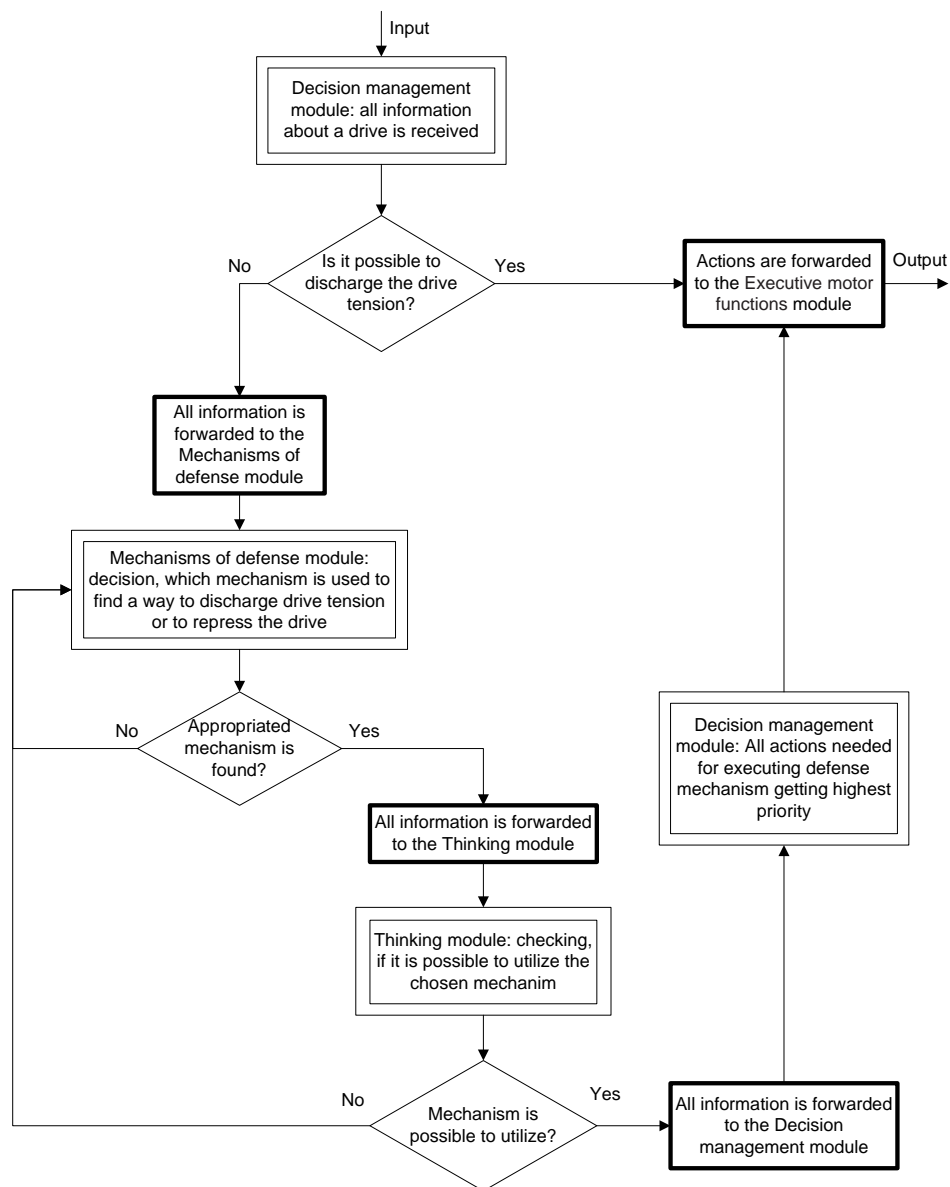 Input
Decision management
module: all information
about a drive is received
Is it possible to
discharge the drive
tension?
No
Yes
Actions are forwarded
to the Executive motor
functions module
Output
All information is
forwarded to the
Mechanisms of
defense module
Mechanisms of defense module:
decision, which mechanism is used to
find a way to discharge drive tension
or to repress the drive
Appropriated
mechanism is
found?
No
Yes
Decision management
module: All actions needed
for executing defense
mechanism getting highest
priority
All information is forwarded
to the Thinking module
Thinking module: checking,
if it is possible to utilize the
chosen mechanim
No
Yes
Mechanism is
possible to utilize?
All information is forwarded
to the Decision
management module